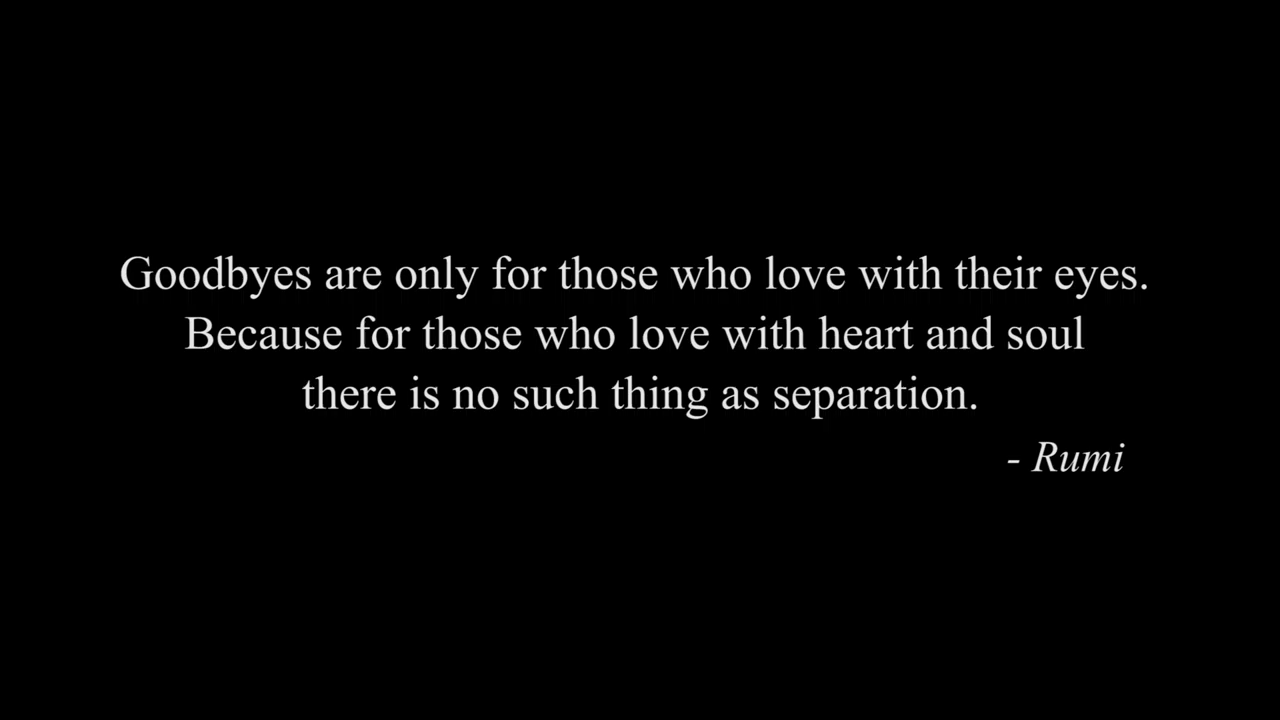 Goodbyes are only for those who love with their eyes.
Because for those who love with heart and soul
there is no such thing as separation.
- Rumi